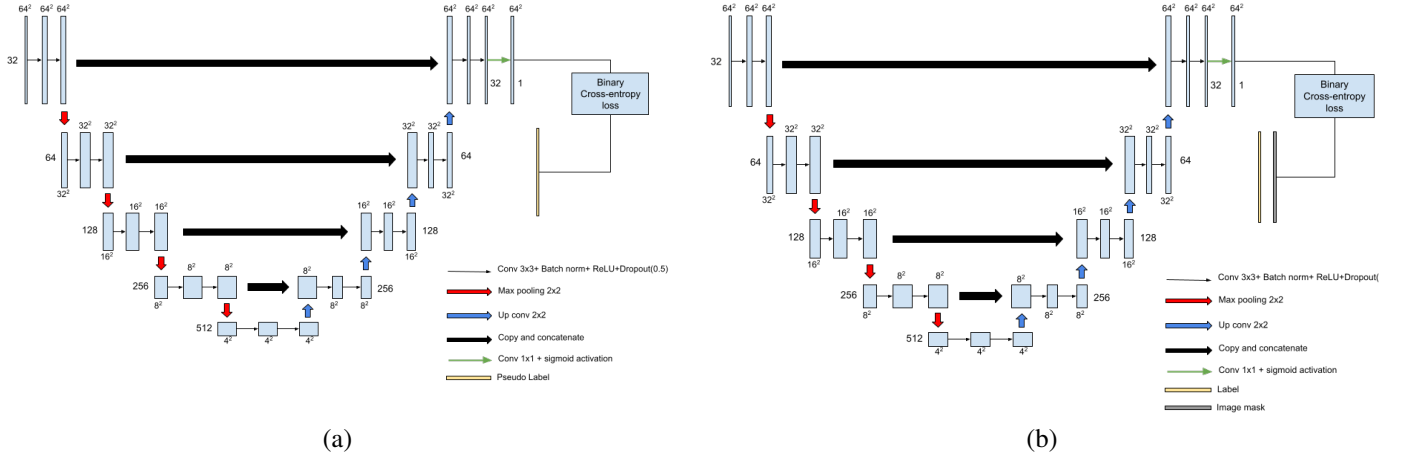 64² 64² 64²
64² 64² 64² 64²
32
32 1
Binary
Cross-entropy
loss
32² 32²
32² 32²
64
64
32²
32²
16² 16²
16² 16²
128
128
16²
16²
8² 8²
8²
256
256
8²
8² 8²
512
4² 4² 4²
Conv 3x3+ Batch norm+ ReLU+Dropout(0.5)
Max pooling 2x2
Up conv 2x2
Copy and concatenate
Conv 1x1 + sigmoid activation
Pseudo Label
(a)
64² 64² 64²
64² 64² 64² 64²
32
32 1
Binary
Cross-entropy
loss
32² 32²
32² 32²
64
64
32²
32²
16² 16²
16² 16²
128
128
16²
16²
8² 8²
8²
256
256
8²
8² 8²
512
4² 4² 4²
Conv 3x3+ Batch norm+ ReLU+Dropout(
Max pooling 2x2
Up conv 2x2
Copy and concatenate
Conv 1x1 + sigmoid activation
Label
Image mask
(b)